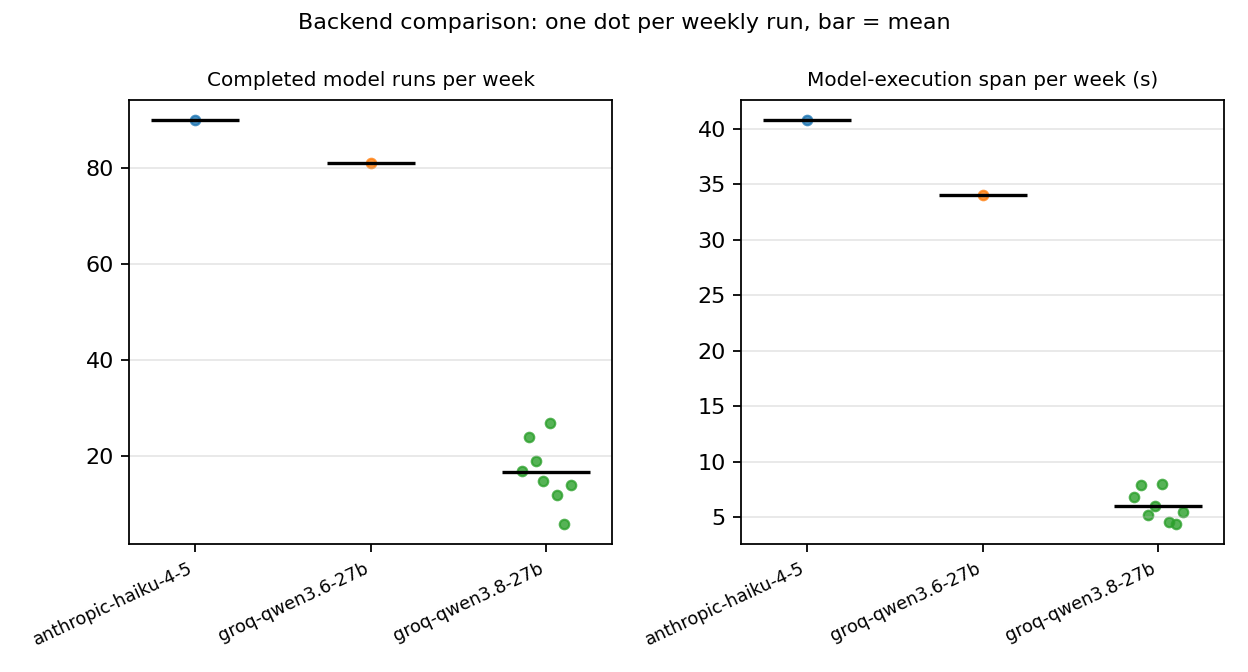 Backend comparison: one dot per weekly run, bar = mean
Completed model runs per week
80
60
40
20
anthropic-haiku-4-5
groq-qwen3.6-27b
groq-qwen3.8-27b
Model-execution span per week (s)
40
35
30
25
20
15
10
5
anthropic-haiku-4-5
groq-qwen3.6-27b
groq-qwen3.8-27b